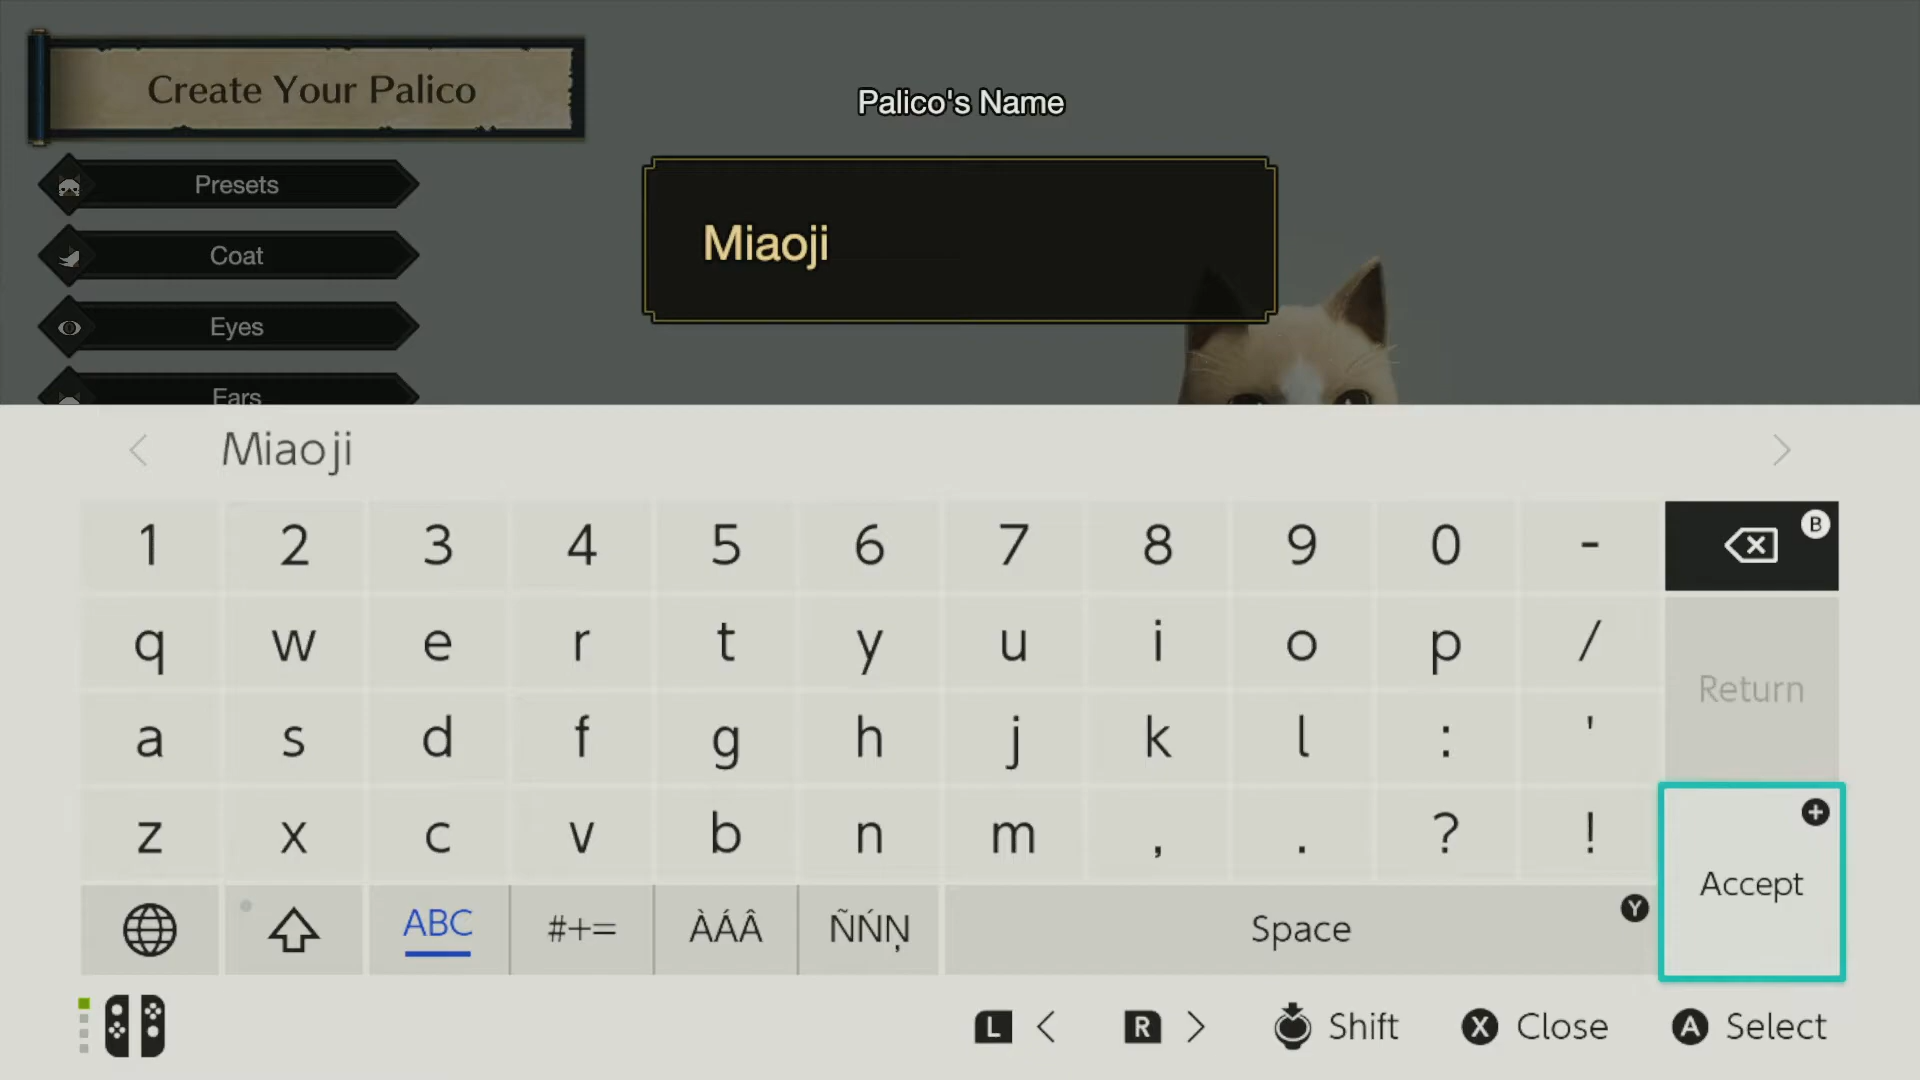 Create Your Palico
Palico's Name
Presets
Miaoji
Coat
Eyes
Ears
Miaoji
1 2 3 4 5 6 7 8 9 0 - B
q w e r t y u i o p /
Return
a s d f g h j k l : '
z x c v b n m , . ? ! +
Accept
ABC #+= ÀÁÂ ÑŃŅ Space Y
L < R > Shift X Close A Select